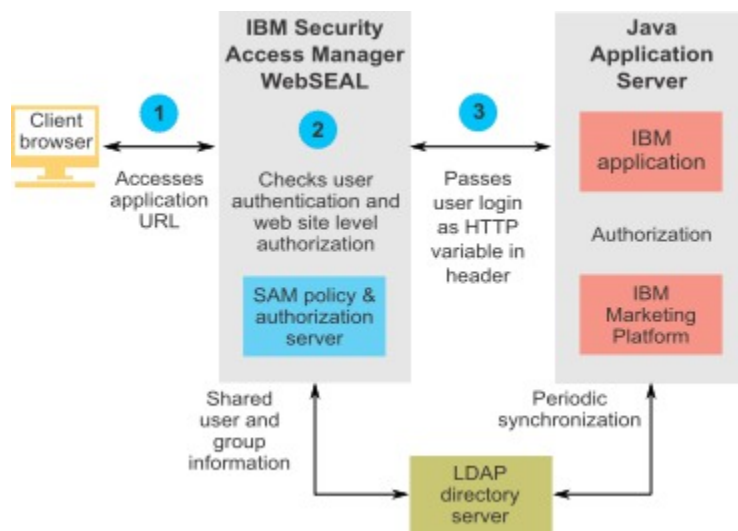 IBM Security
Access Manager
WebSEAL
Java
Application
Server
Client
browser
1
Accesses
application
URL
2
Checks user
authentication and
web site level
authorization
SAM policy &
authorization
server
3
Passes
user login
as HTTP
variable in
header
IBM
application
Authorization
IBM
Marketing
Platform
Shared
user and
group
information
Periodic
synchronization
LDAP
directory
server